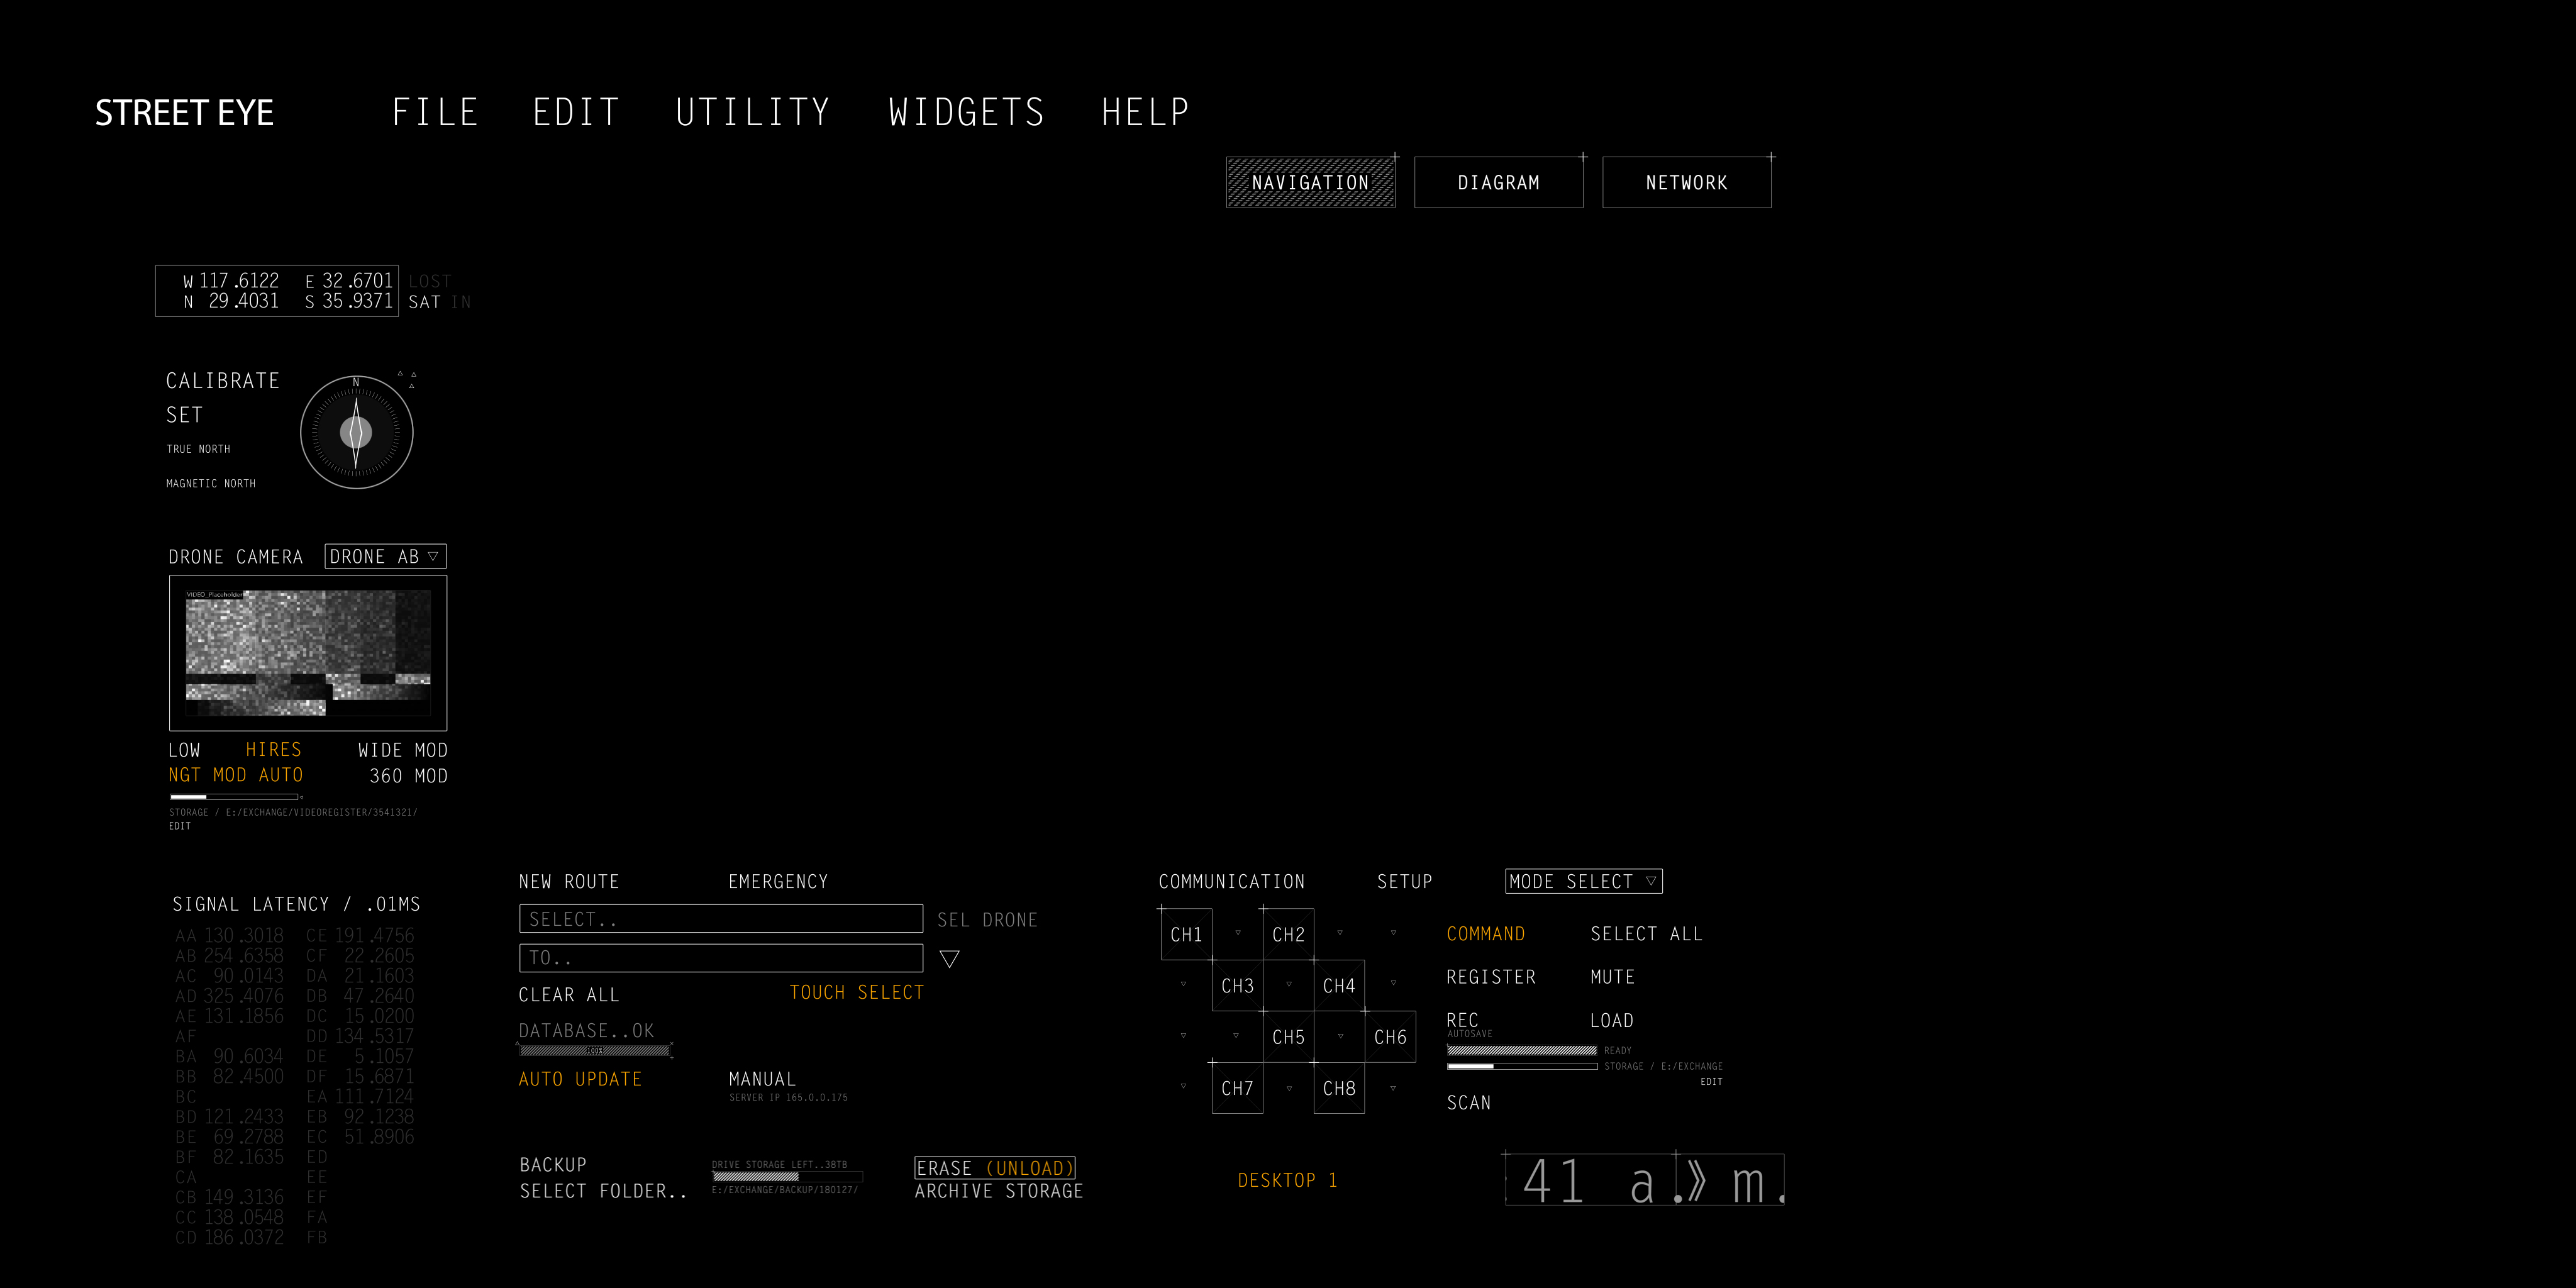 STREET EYE FILE EDIT UTILITY WIDGETS HELP
NAVIGATION DIAGRAM NETWORK
W 117.6122 E 32.6701 LOST
N 29.4031 S 35.9371 SAT IN
CALIBRATE
N
SET
TRUE NORTH
MAGNETIC NORTH
DRONE CAMERA DRONE AB
VIDEO_Placeholder
LOW HIRES WIDE MOD
NGT MOD AUTO 360 MOD
STORAGE / E:/EXCHANGE/VIDEOREGISTER/3541321/
EDIT
SIGNAL LATENCY / .01MS
AA 130.3018 CE 191.4756
AB 254.6358 CF 22.2605
AC 90.0143 DA 21.1603
AD 325.4076 DB 47.2640
AE 131.1856 DC 15.0200
AF DD 134.5317
BA 90.6034 DE 5.1057
BB 82.4500 DF 15.6871
BC EA 111.7124
BD 121.2433 EB 92.1238
BE 69.2788 EC 51.8906
BF 82.1635 ED
CA EE
CB 149.3136 EF
CC 138.0548 FA
CD 186.0372 FB
NEW ROUTE EMERGENCY
SELECT.. SEL DRONE
TO..
CLEAR ALL TOUCH SELECT
DATABASE..OK
100%
AUTO UPDATE MANUAL
SERVER IP 165.0.0.175
BACKUP
SELECT FOLDER..
DRIVE STORAGE LEFT..38TB
E:/EXCHANGE/BACKUP/180127/
ERASE (UNLOAD)
ARCHIVE STORAGE
COMMUNICATION SETUP MODE SELECT
CH1 CH2
CH3 CH4
CH5 CH6
CH7 CH8
COMMAND SELECT ALL
REGISTER MUTE
REC LOAD
AUTOSAVE
READY
STORAGE / E:/EXCHANGE
EDIT
SCAN
DESKTOP 1
41 a.》m.